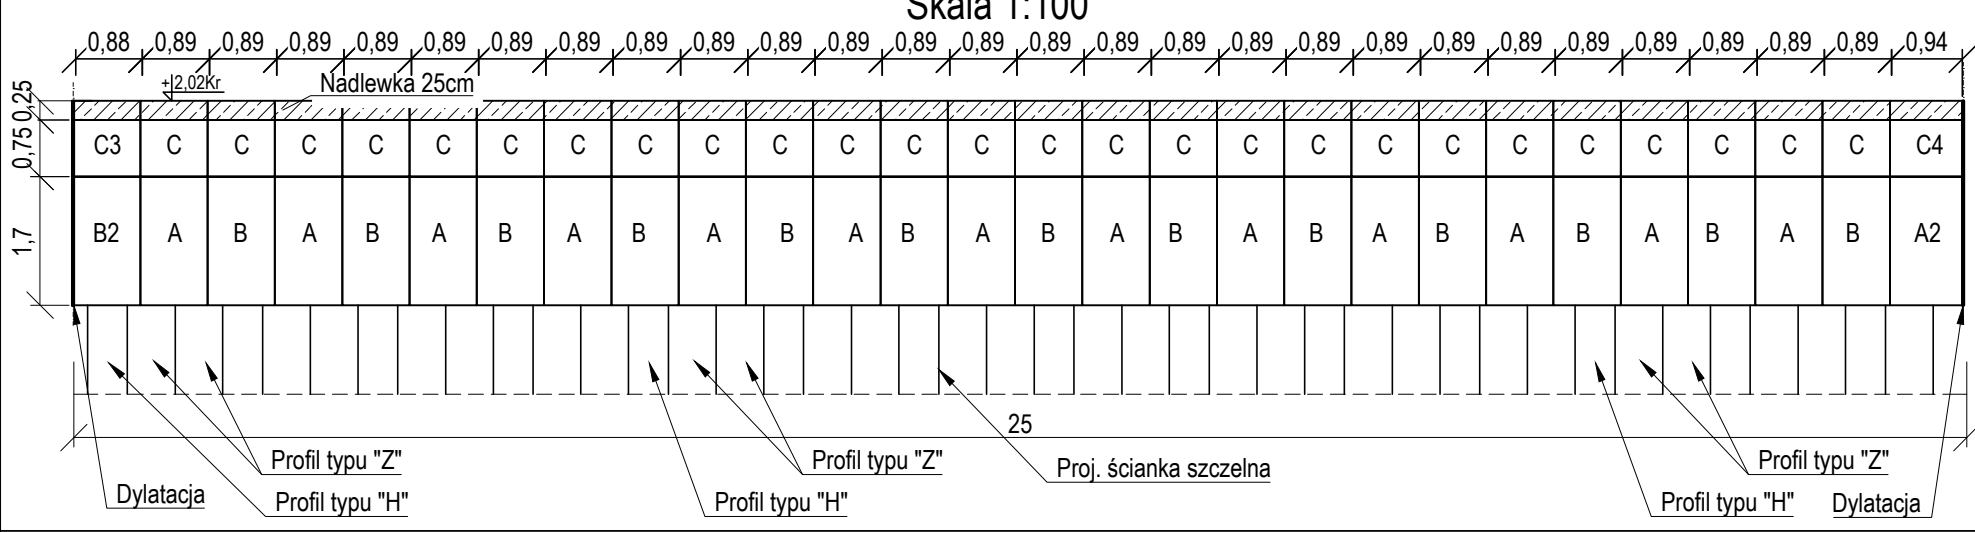 Skala 1:100
0,88 0,89 0,89 0,89 0,89 0,89 0,89 0,89 0,89 0,89 0,89 0,89 0,89 0,89 0,89 0,89 0,89 0,89 0,89 0,89 0,89 0,89 0,89 0,89 0,89 0,89 0,89 0,94
+2,02Kr
Nadlewka 25cm
0,25
0,75
C3 C C C C C C C C C C C C C C C C C C C C C C C C C C C4
1,7
B2 A B A B A B A B A B A B A B A B A B A B A B A B A B A2
25
Profil typu "Z"
Profil typu "Z"
Proj. ścianka szczelna
Profil typu "Z"
Dylatacja
Profil typu "H"
Profil typu "H"
Profil typu "H"
Dylatacja